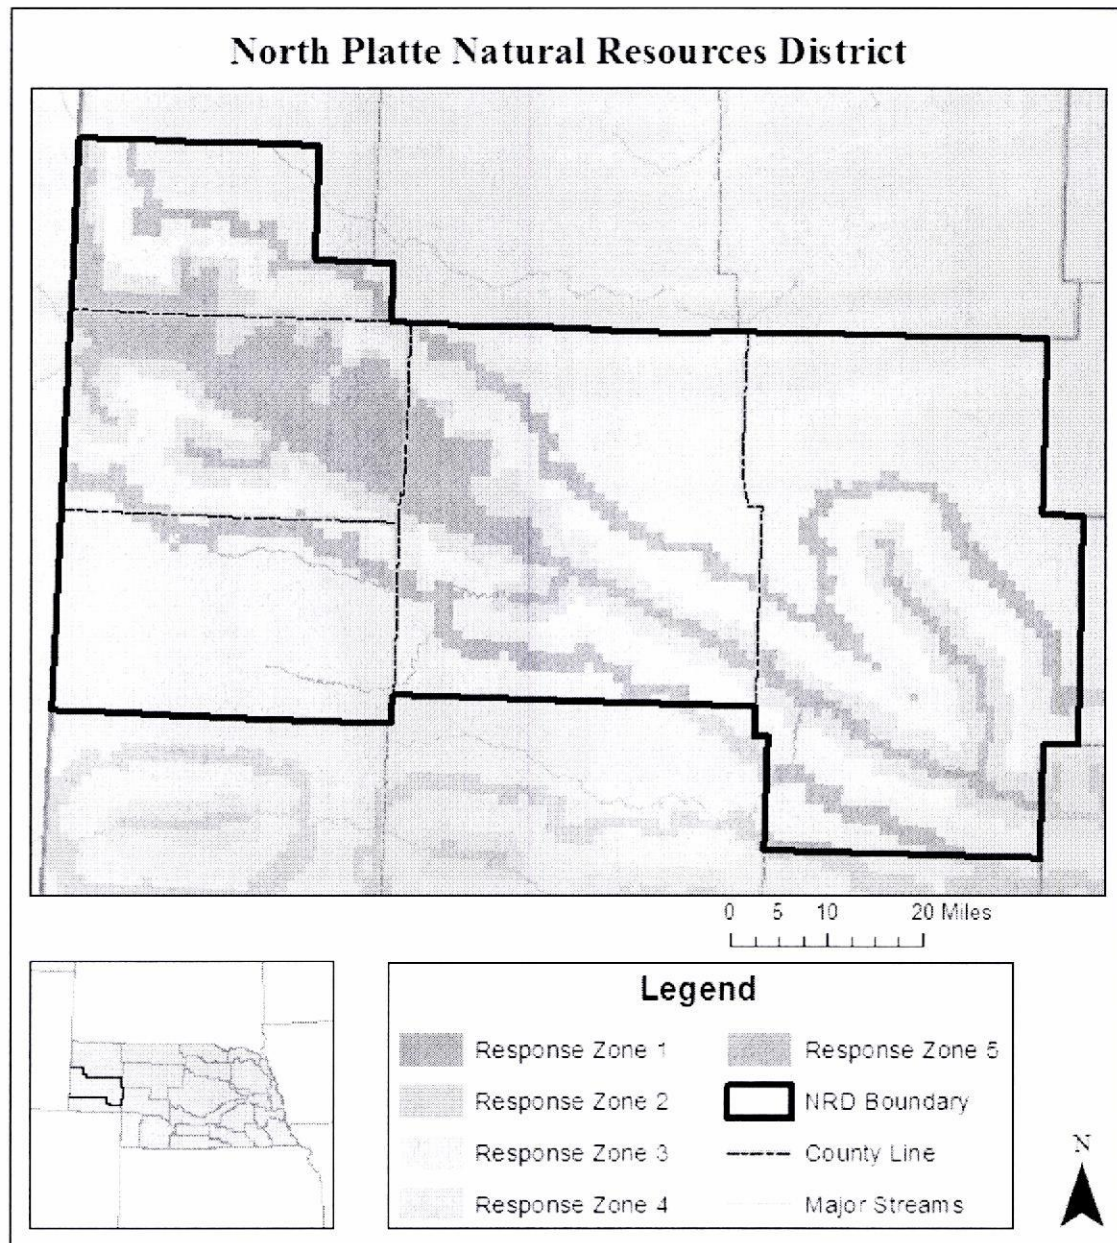 North Platte Natural Resources District
0 5 10 20 Miles
Legend
Response Zone 1
Response Zone 2
Response Zone 3
Response Zone 4
Response Zone 5
NRD Boundary
County Line
Major Streams
N